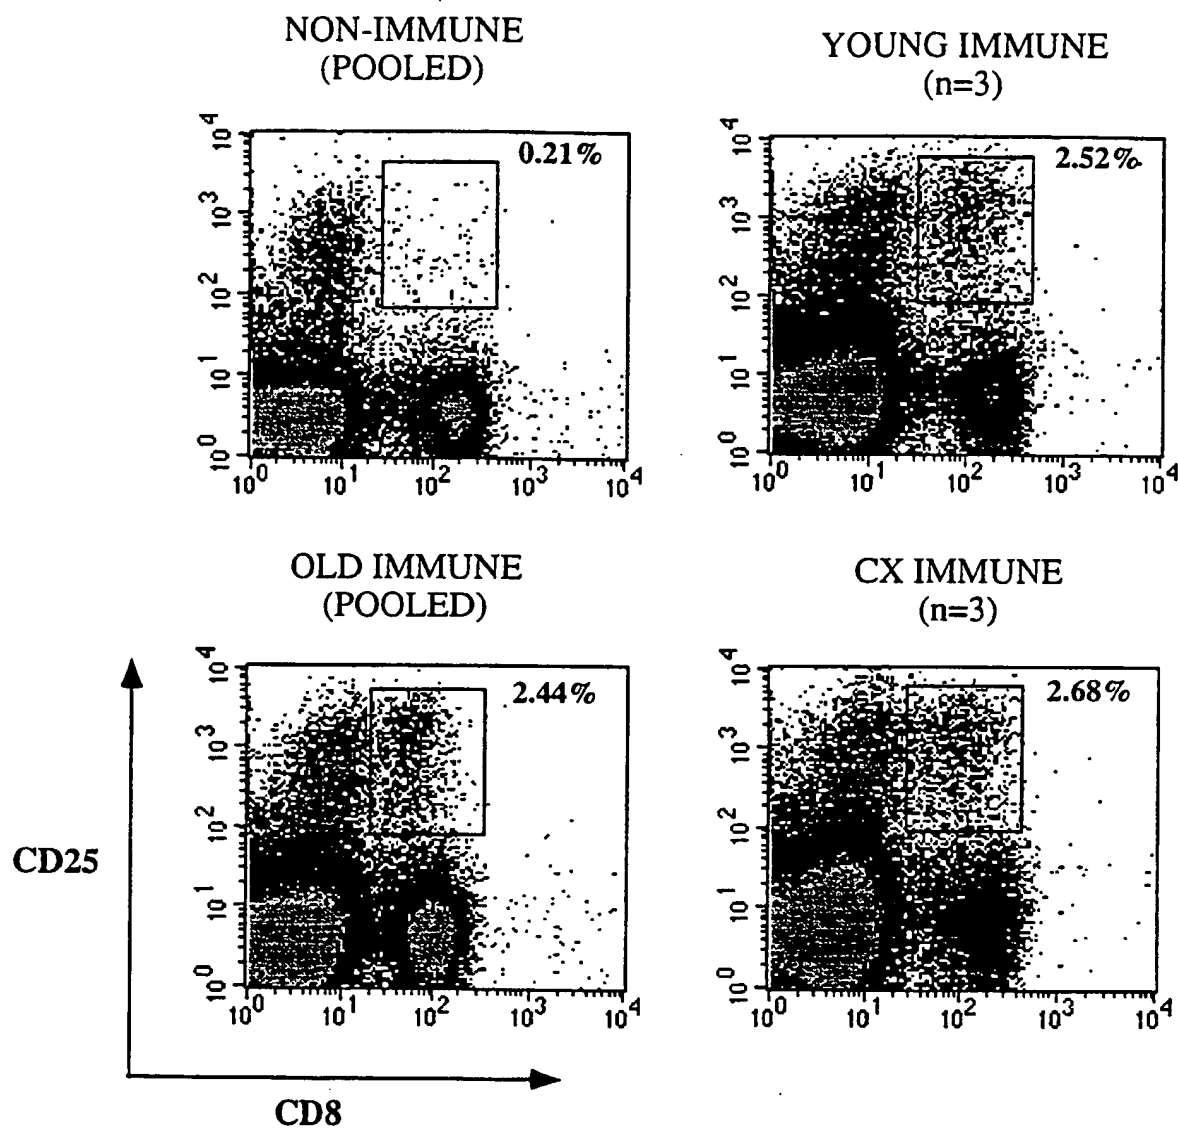 NON-IMMUNE
(POOLED)
YOUNG IMMUNE
(n=3)
0.21%
10^4
10^3
10^2
10^1
10^0
10^0 10^1 10^2 10^3 10^4
2.52%
10^4
10^3
10^2
10^1
10^0
10^0 10^1 10^2 10^3 10^4
OLD IMMUNE
(POOLED)
CX IMMUNE
(n=3)
2.44%
10^4
10^3
10^2
10^1
10^0
10^0 10^1 10^2 10^3 10^4
2.68%
10^4
10^3
10^2
10^1
10^0
10^0 10^1 10^2 10^3 10^4
CD25
CD8